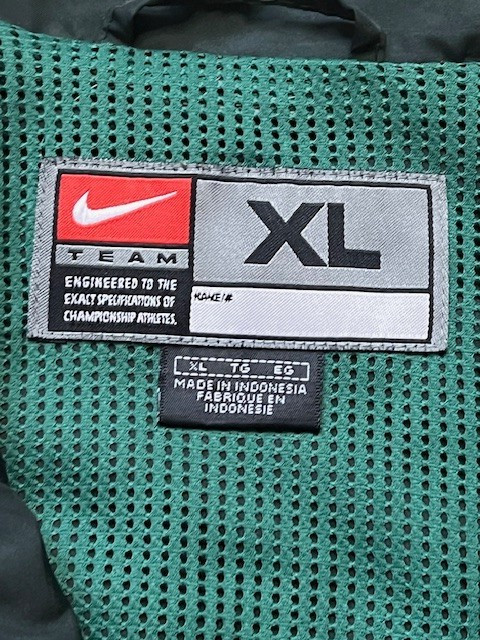 TEAM
ENGINEERED TO THE
EXACT SPECIFICATIONS OF
CHAMPIONSHIP ATHLETES.
XL
NAME/#
XL TG EG
MADE IN INDONESIA
FABRIQUE EN
INDONESIE